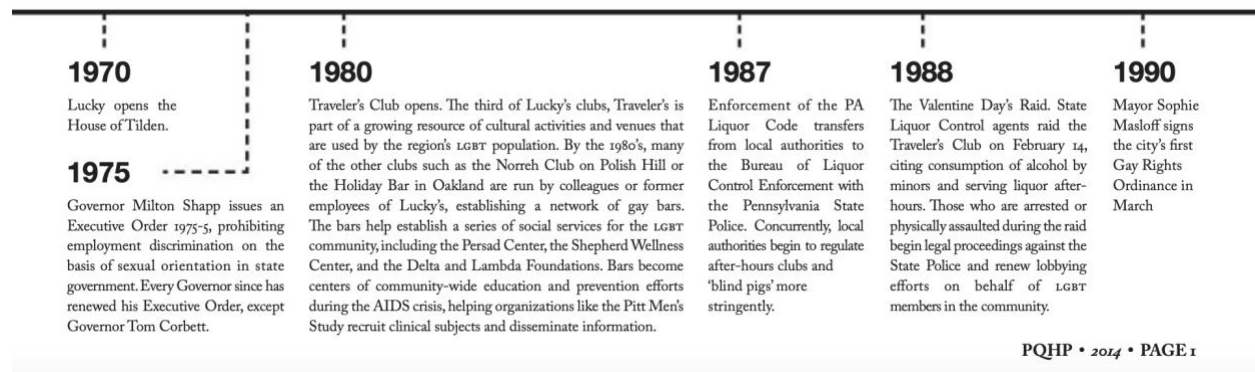 1970
Lucky opens the
House of Tilden.
1975
Governor Milton Shapp issues an
Executive Order 1975-5, prohibiting
employment discrimination on the
basis of sexual orientation in state
government. Every Governor since has
renewed his Executive Order, except
Governor Tom Corbett.
1980
Traveler's Club opens. The third of Lucky's clubs, Traveler's is
part of a growing resource of cultural activities and venues that
are used by the region's LGBT population. By the 1980's, many
of the other clubs such as the Norreh Club on Polish Hill or
the Holiday Bar in Oakland are run by colleagues or former
employees of Lucky's, establishing a network of gay bars.
The bars help establish a series of social services for the LGBT
community, including the Persad Center, the Shepherd Wellness
Center, and the Delta and Lambda Foundations. Bars become
centers of community-wide education and prevention efforts
during the AIDS crisis, helping organizations like the Pitt Men's
Study recruit clinical subjects and disseminate information.
1987
Enforcement of the PA
Liquor Code transfers
from local authorities to
the Bureau of Liquor
Control Enforcement with
the Pennsylvania State
Police. Concurrently, local
authorities begin to regulate
after-hours clubs and
'blind pigs' more
stringently.
1988
The Valentine Day's Raid. State
Liquor Control agents raid the
Traveler's Club on February 14,
citing consumption of alcohol by
minors and serving liquor after-
hours. Those who are arrested or
physically assaulted during the raid
begin legal proceedings against the
State Police and renew lobbying
efforts on behalf of LGBT
members in the community.
1990
Mayor Sophie
Masloff signs
the city's first
Gay Rights
Ordinance in
March
PQHP • 2014 • PAGE 1